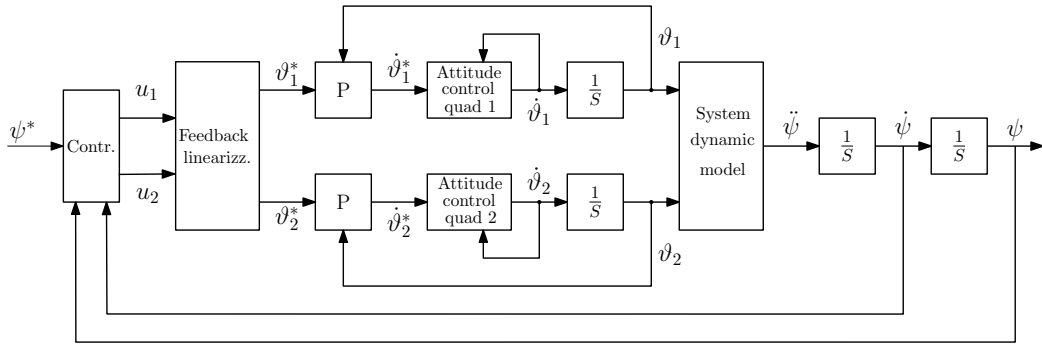 ψ*
Contr.
u₁
u₂
Feedback
linearizz.
ϑ₁*
P
ϑ̇₁*
Attitude
control
quad 1
ϑ̇₁
1/S
ϑ₁
ϑ₂*
P
ϑ̇₂*
Attitude
control
quad 2
ϑ̇₂
1/S
ϑ₂
System
dynamic
model
ψ̈
1/S
ψ̇
1/S
ψ